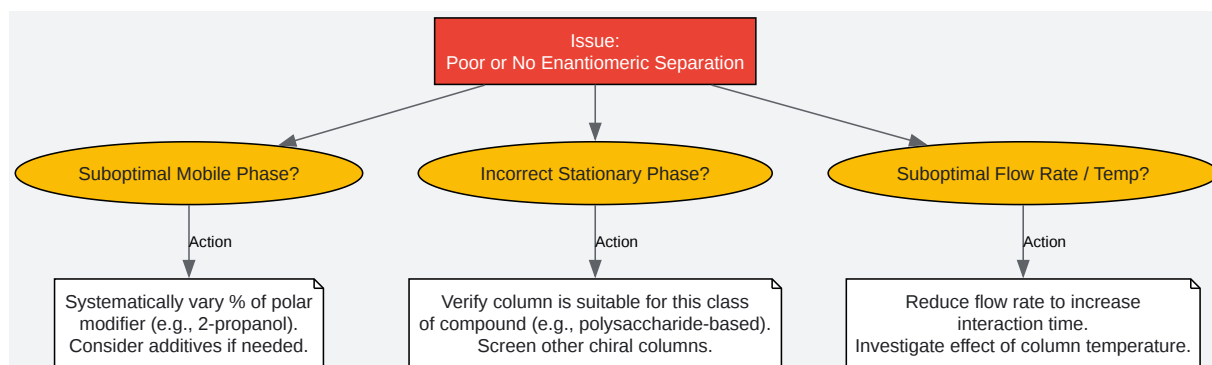 Issue:
Poor or No Enantiomeric Separation
Suboptimal Mobile Phase?
Incorrect Stationary Phase?
Suboptimal Flow Rate / Temp?
Action
Action
Action
Systematically vary % of polar
modifier (e.g., 2-propanol).
Consider additives if needed.
Verify column is suitable for this class
of compound (e.g., polysaccharide-based).
Screen other chiral columns.
Reduce flow rate to increase
interaction time.
Investigate effect of column temperature.